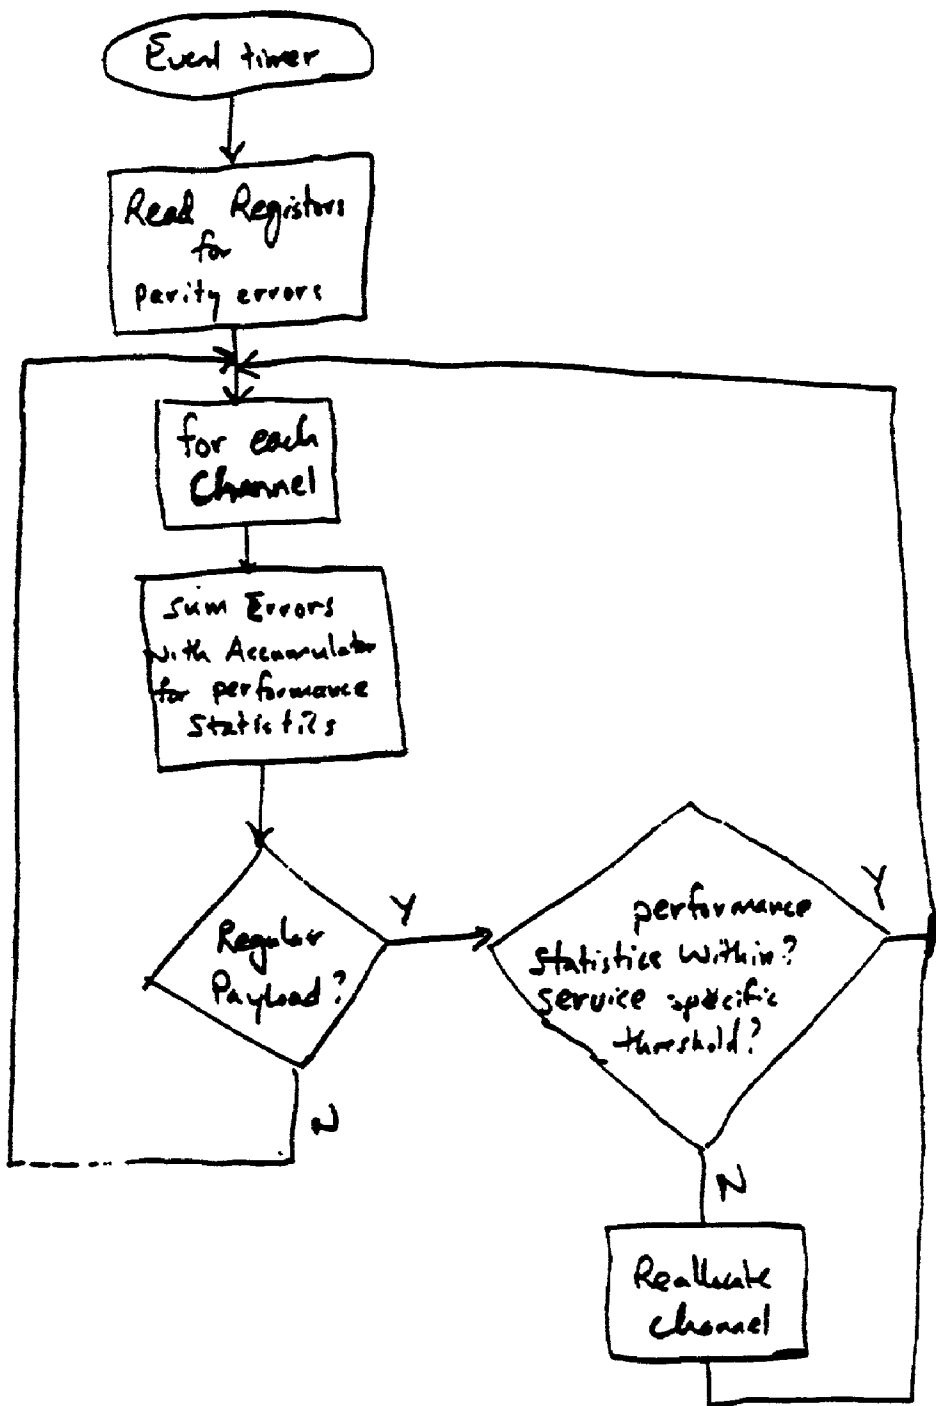 Event timer
Read Registors
for
parity errors
for each
Channel
Sum Errors
with Accumulator
for performance
Statistics
Regular
Payload?
Y
N
performance
Statistics Within?
Service specific
threshold?
Y
N
Reallocate
channel